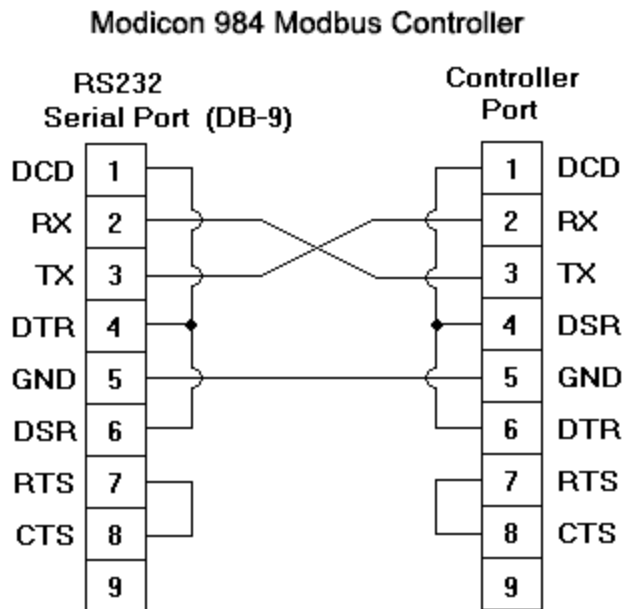 Modicon 984 Modbus Controller
RS232
Serial Port (DB-9)
Controller
Port
DCD 1 1 DCD
RX 2 2 RX
TX 3 3 TX
DTR 4 4 DSR
GND 5 5 GND
DSR 6 6 DTR
RTS 7 7 RTS
CTS 8 8 CTS
9 9